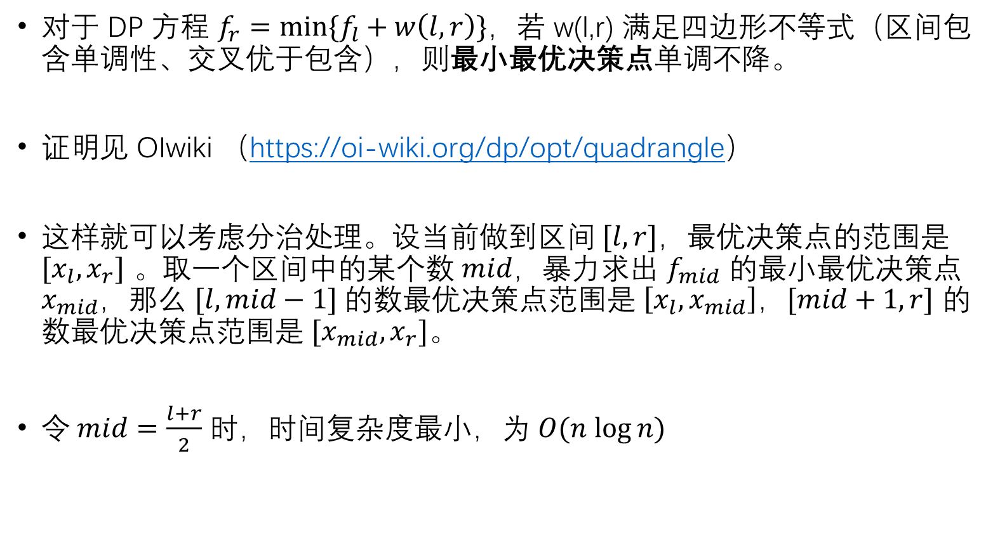 • 对于 DP 方程 $f_r = \min\{f_l + w(l,r)\}$，若 w(l,r) 满足四边形不等式（区间包
含单调性、交叉优于包含），则最小最优决策点单调不降。
• 证明见 OIwiki （https://oi-wiki.org/dp/opt/quadrangle）
• 这样就可以考虑分治处理。设当前做到区间 $[l,r]$，最优决策点的范围是
$[x_l,x_r]$ 。取一个区间中的某个数 $mid$，暴力求出 $f_{mid}$ 的最小最优决策点
$x_{mid}$，那么 $[l,mid-1]$ 的数最优决策点范围是 $[x_l,x_{mid}]$，$[mid+1,r]$ 的
数最优决策点范围是 $[x_{mid},x_r]$。
• 令 $mid = \frac{l+r}{2}$ 时，时间复杂度最小，为 $O(n \log n)$